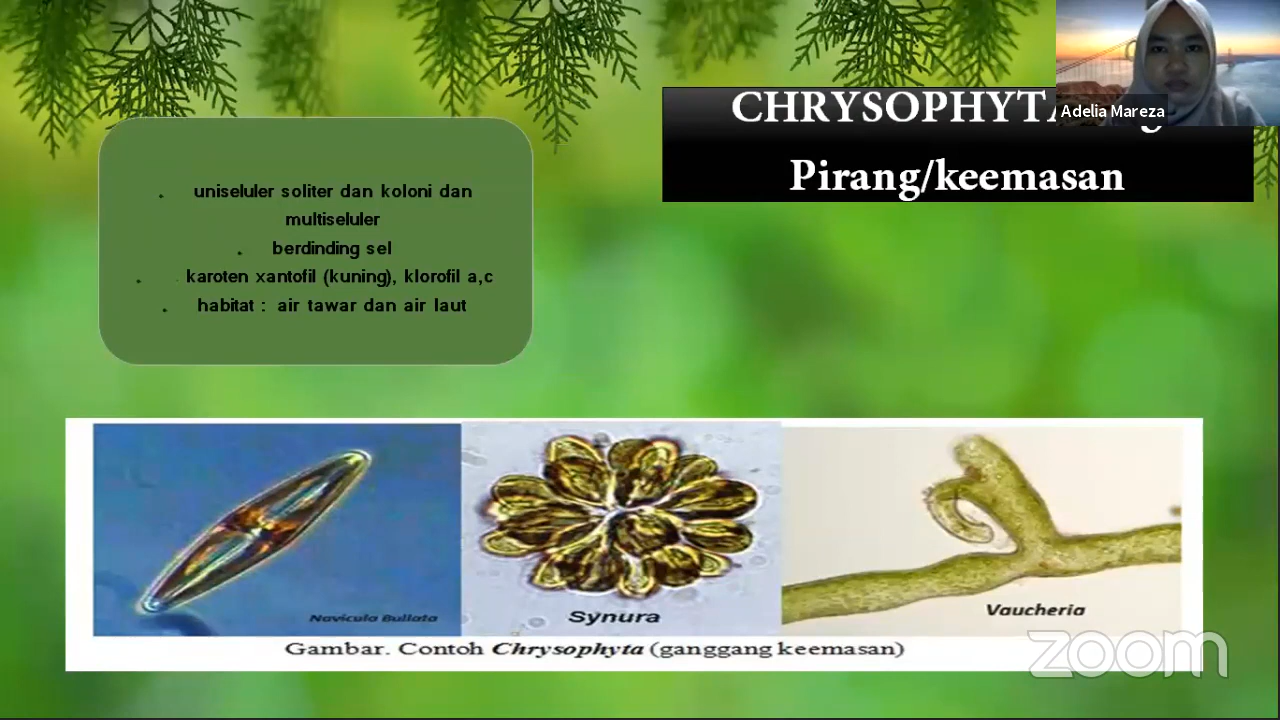 CHRYSOPHYTA
Pirang/keemasan
Adelia Mareza
uniseluler soliter dan koloni dan
multiseluler
berdinding sel
karoten xantofil (kuning), klorofil a,c
habitat : air tawar dan air laut
Navicula Bullata
Synura
Vaucheria
Gambar. Contoh Chrysophyta (ganggang keemasan)
zoom